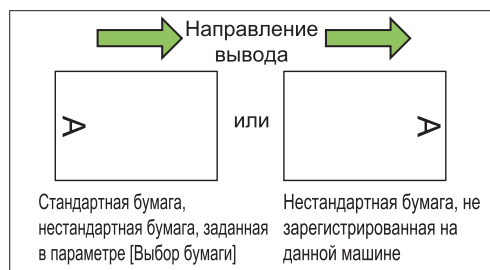 Направление
вывода
A
или
A
Стандартная бумага,
нестандартная бумага, заданная
в параметре [Выбор бумаги]
Нестандартная бумага, не
зарегистрированная на
данной машине